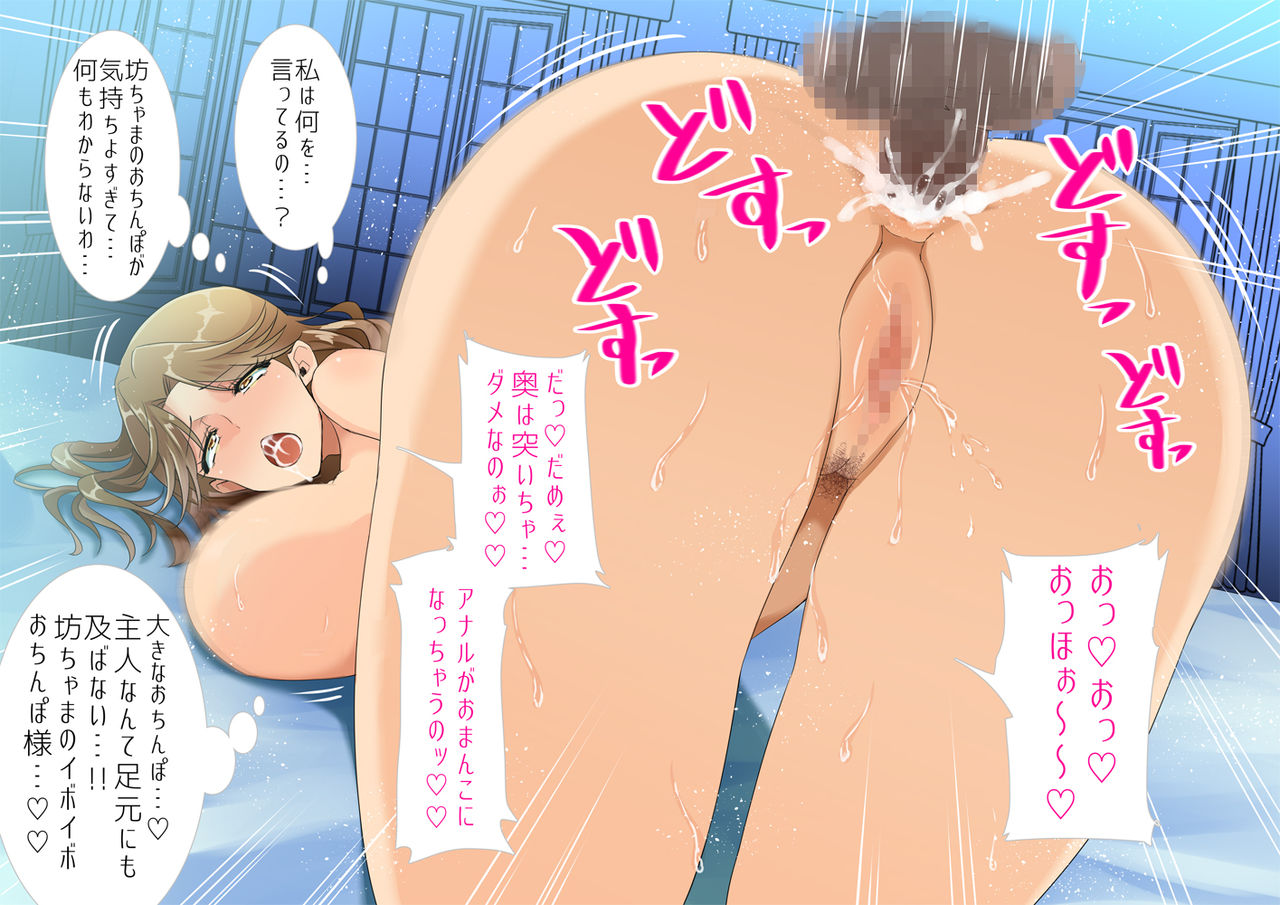 私は何を…
言ってるの…？
坊ちゃまのおちんぽが
気持ちよすぎて…
何もわからないわ…
どすっ
どすっ
どすっ
どすっ
だっ♡だめぇ♡
奥は突いちゃ…
ダメなのぉ♡♡
アナルがおまんこに
なっちゃうのッ♡♡
おっ♡おっ♡
おっほぉ～～♡
大きなおちんぽ…♡
主人なんて足元にも
及ばない…!!
坊ちゃまのイボイボ
おちんぽ様…♡♡